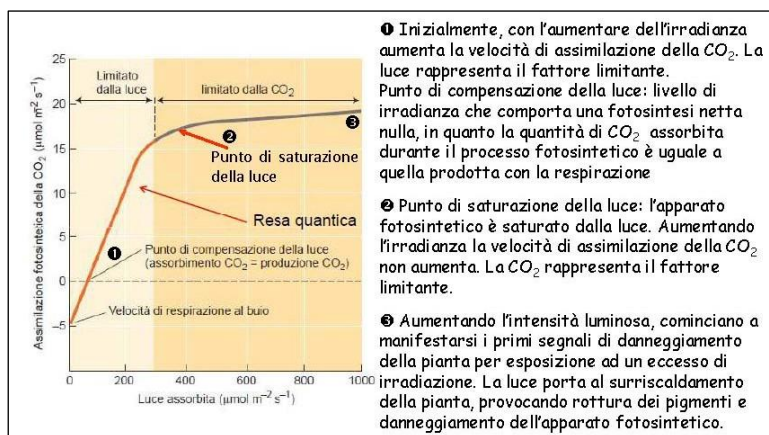 25
20
15
10
5
0
–5
Assimilazione fotosintetica della CO2 (µmol m⁻² s⁻¹)
Limitato
dalla luce
limitato dalla CO2
❷
❸
Punto di saturazione
della luce
Resa quantica
❶
Punto di compensazione della luce
(assorbimento CO2 = produzione CO2)
Velocità di respirazione al buio
0 200 400 600 800 1000
Luce assorbita (µmol m⁻² s⁻¹)
❶ Inizialmente, con l'aumentare dell'irradianza
aumenta la velocità di assimilazione della CO2. La
luce rappresenta il fattore limitante.
Punto di compensazione della luce: livello di
irradianza che comporta una fotosintesi netta
nulla, in quanto la quantità di CO2 assorbita
durante il processo fotosintetico è uguale a
quella prodotta con la respirazione
❷ Punto di saturazione della luce: l'apparato
fotosintetico è saturato dalla luce. Aumentando
l'irradianza la velocità di assimilazione della CO2
non aumenta. La CO2 rappresenta il fattore
limitante.
❸ Aumentando l'intensità luminosa, cominciano a
manifestarsi i primi segnali di danneggiamento
della pianta per esposizione ad un eccesso di
irradiazione. La luce porta al surriscaldamento
della pianta, provocando rottura dei pigmenti e
danneggiamento dell'apparato fotosintetico.